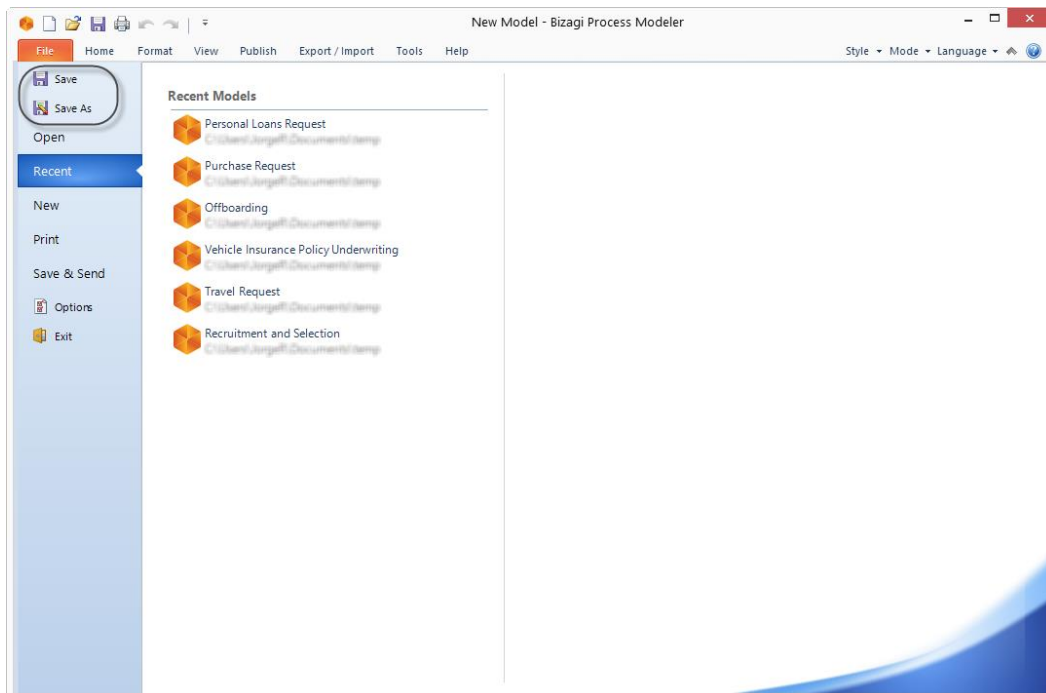 New Model - Bizagi Process Modeler
File Home Format View Publish Export / Import Tools Help Style Mode Language
Save
Save As
Open
Recent
New
Print
Save & Send
Options
Exit
Recent Models
Personal Loans Request
Purchase Request
Offboarding
Vehicle Insurance Policy Underwriting
Travel Request
Recruitment and Selection